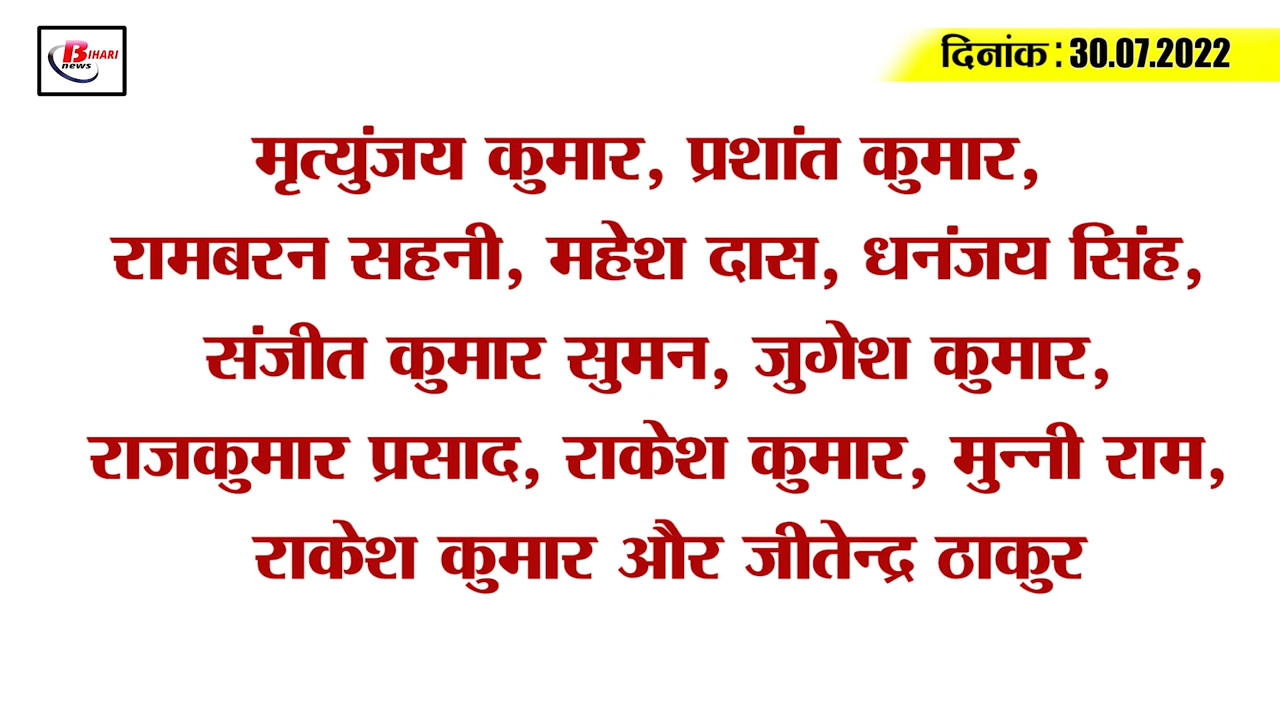 BIHARI
news
दिनांक : 30.07.2022
मृत्युंजय कुमार, प्रशांत कुमार,
रामबरन सहनी, महेश दास, धनंजय सिंह,
संजीत कुमार सुमन, जुगेश कुमार,
राजकुमार प्रसाद, राकेश कुमार, मुन्नी राम,
राकेश कुमार और जीतेन्द्र ठाकुर